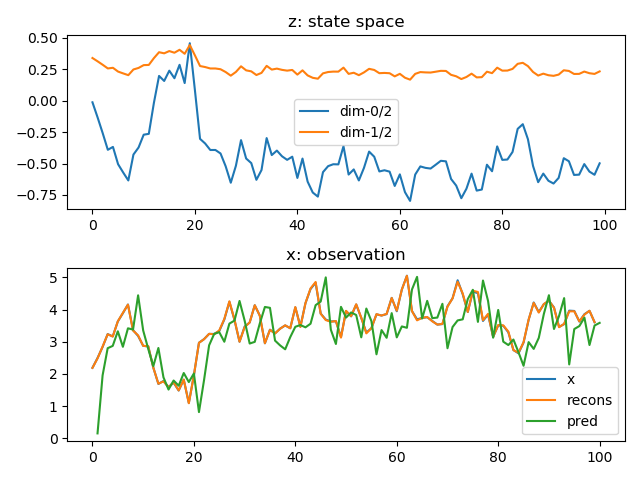 z: state space
0.50
0.25
0.00
−0.25
−0.50
−0.75
dim-0/2
dim-1/2
0 20 40 60 80 100
x: observation
5
4
3
2
1
0
x
recons
pred
0 20 40 60 80 100